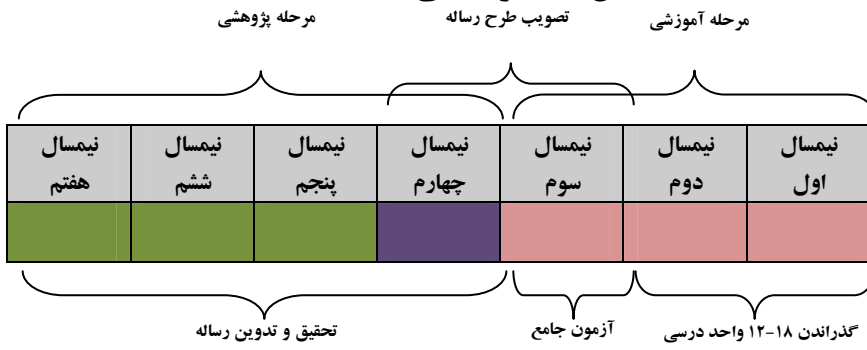 مرحله آموزشی
تصویب طرح رساله
مرحله پژوهشی
نیمسال اول
نیمسال دوم
نیمسال سوم
نیمسال چهارم
نیمسال پنجم
نیمسال ششم
نیمسال هفتم
گذراندن ۱۸-۱۲ واحد درسی
آزمون جامع
تحقیق و تدوین رساله